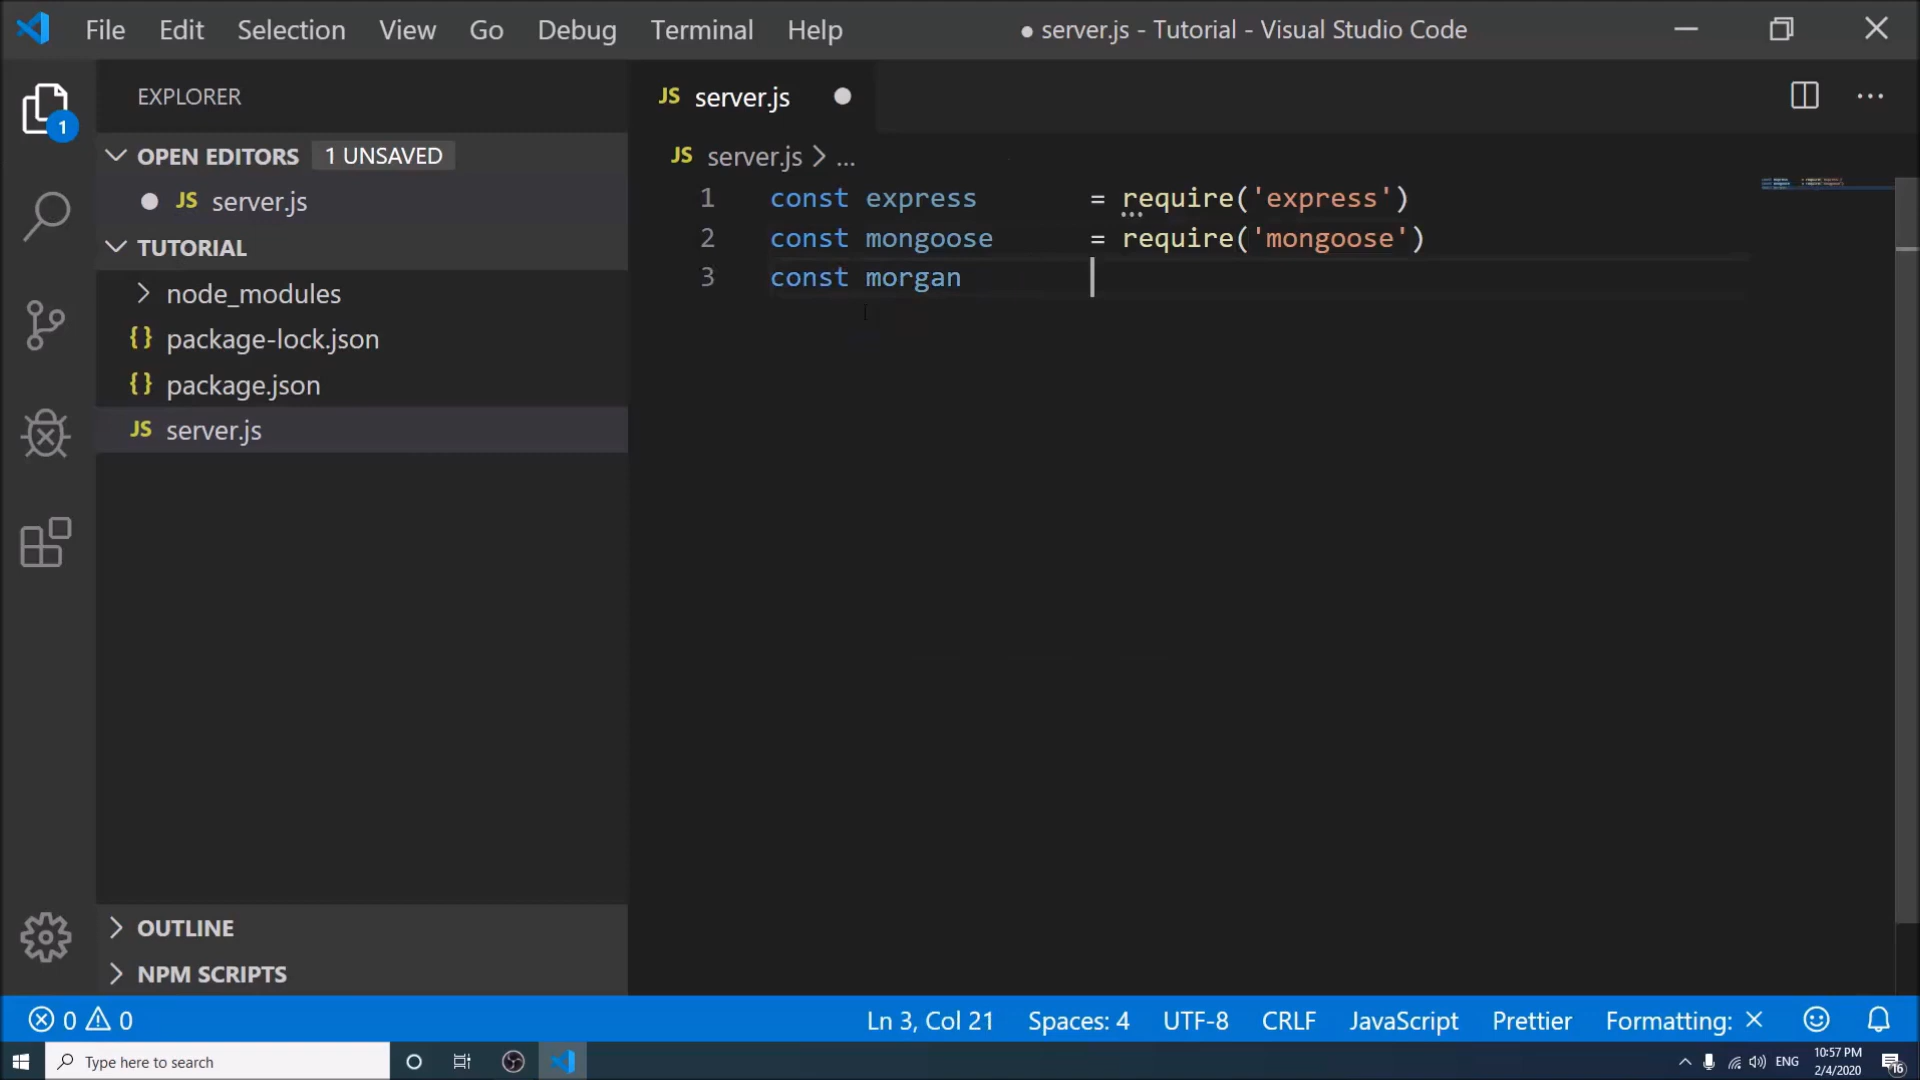 File Edit Selection View Go Debug Terminal Help
● server.js - Tutorial - Visual Studio Code
EXPLORER
OPEN EDITORS 1 UNSAVED
JS server.js
TUTORIAL
node_modules
{} package-lock.json
{} package.json
JS server.js
OUTLINE
NPM SCRIPTS
1
JS server.js
JS server.js > ...
1 const express = require('express')
2 const mongoose = require('mongoose')
3 const morgan
0 0
Ln 3, Col 21 Spaces: 4 UTF-8 CRLF JavaScript Prettier Formatting: ×
Type here to search
ENG
10:57 PM
2/4/2020
16